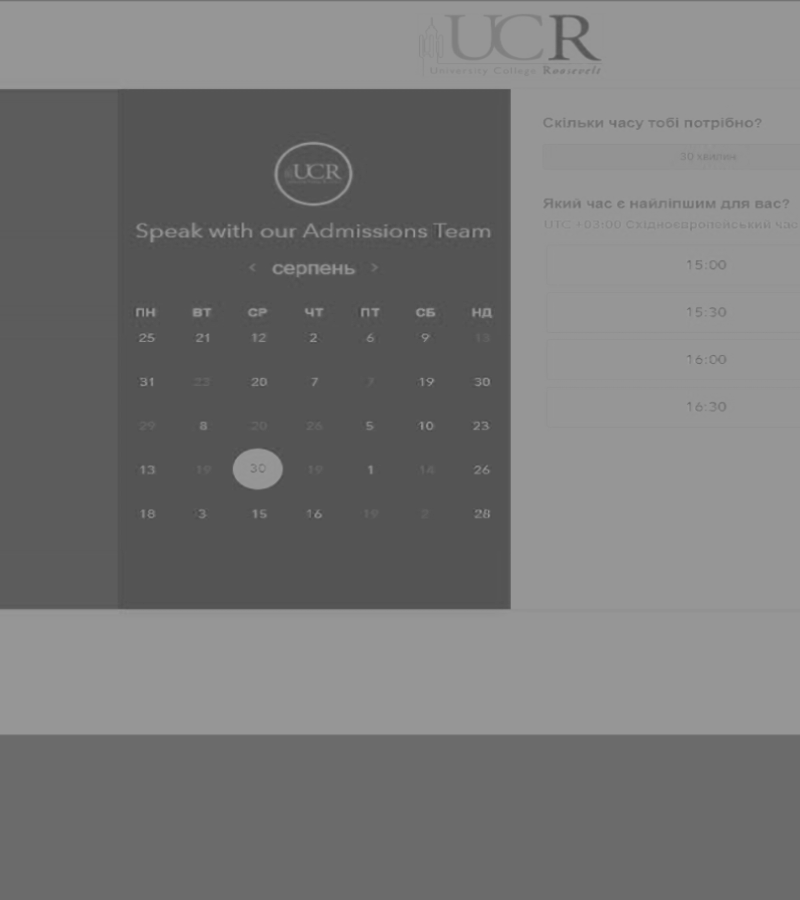 UCR
University College Roosevelt
UCR
Speak with our Admissions Team
< серпень >
ПН ВТ СР ЧТ ПТ СБ НД
25 21 12 2 6 9 13
31 23 20 7 7 19 30
29 8 20 26 5 10 23
13 19 30 19 1 14 26
18 3 15 16 19 2 28
Скільки часу тобі потрібно?
30 хвилин
Який час є найліпшим для вас?
UTC +03:00 Східноєвропейський час
15:00
15:30
16:00
16:30